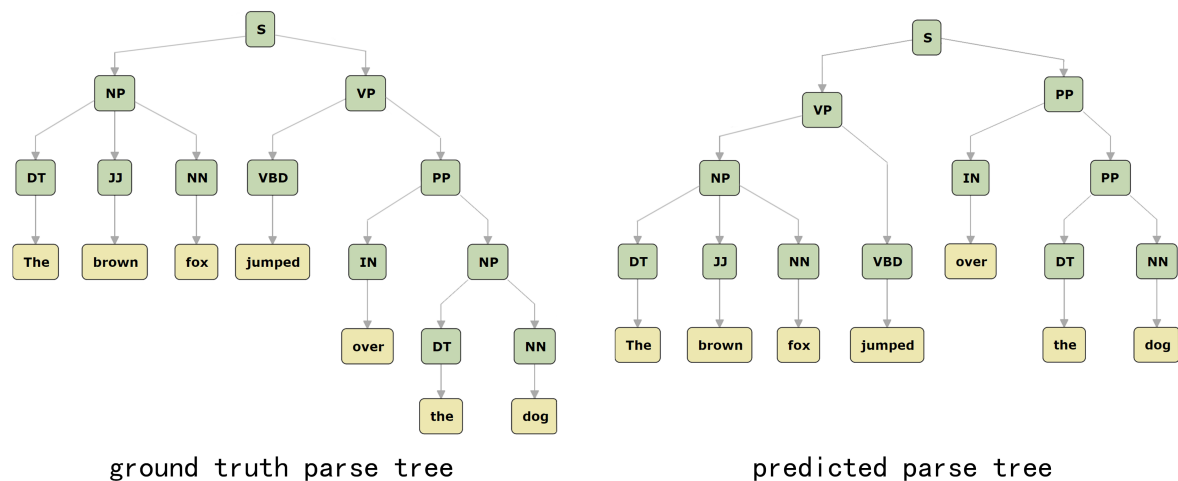 S
NP VP
DT JJ NN VBD PP
The brown fox jumped IN NP
over DT NN
the dog
ground truth parse tree
S
VP PP
NP IN PP
DT JJ NN VBD over DT NN
The brown fox jumped the dog
predicted parse tree